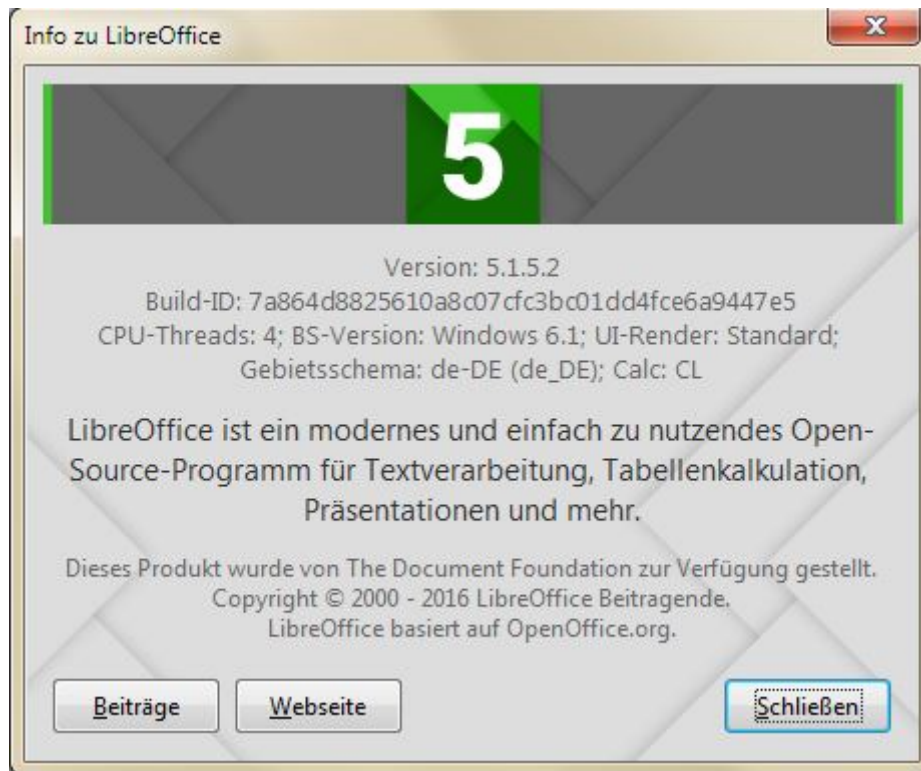 Info zu LibreOffice
5
Version: 5.1.5.2
Build-ID: 7a864d8825610a8c07cfc3bc01dd4fce6a9447e5
CPU-Threads: 4; BS-Version: Windows 6.1; UI-Render: Standard;
Gebietsschema: de-DE (de_DE); Calc: CL
LibreOffice ist ein modernes und einfach zu nutzendes Open-
Source-Programm für Textverarbeitung, Tabellenkalkulation,
Präsentationen und mehr.
Dieses Produkt wurde von The Document Foundation zur Verfügung gestellt.
Copyright © 2000 - 2016 LibreOffice Beitragende.
LibreOffice basiert auf OpenOffice.org.
Beiträge Webseite Schließen